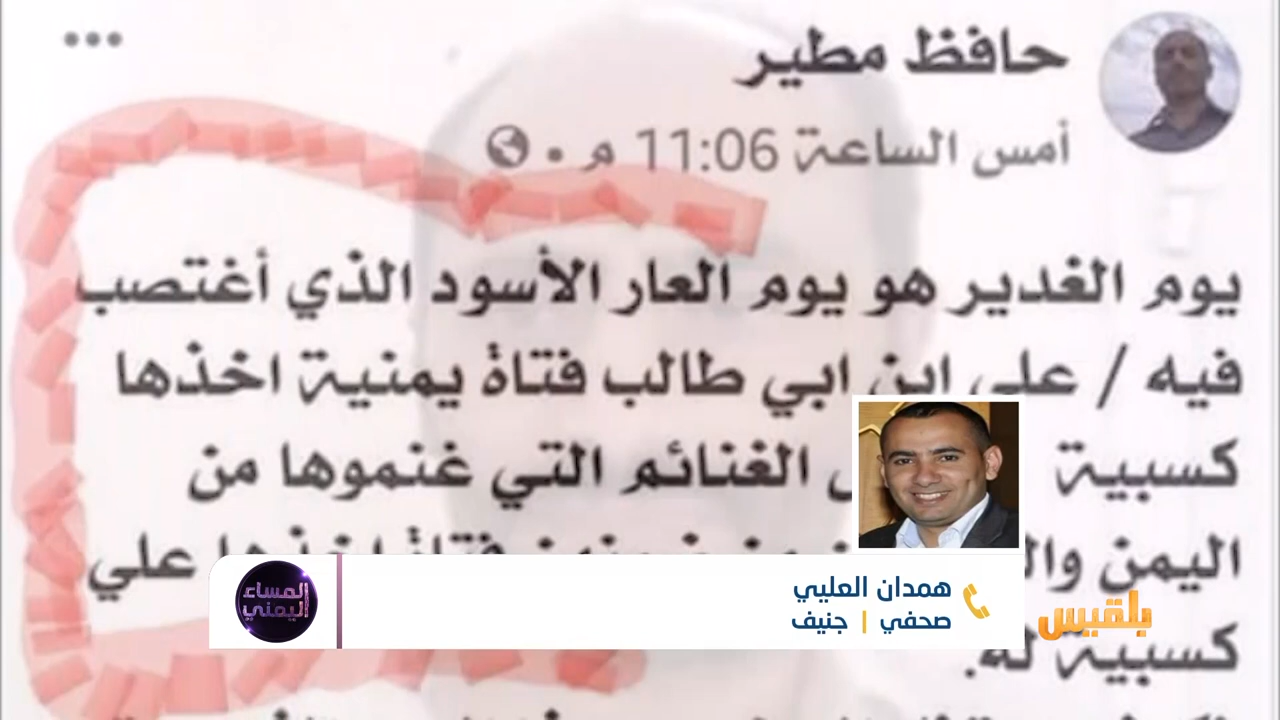 حافظ مطير
أمس الساعة 11:06 م
يوم الغدير هو يوم العار الأسود الذي أغتصب
فيه / علي ابن ابي طالب فتاة يمنية اخذها
كسبية الغنائم التي غنموها من
اليمن فتاة اخذها علي
كسبية له.
همدان العليي
صحفي | جنيف
المساء
اليمني
بلقيس